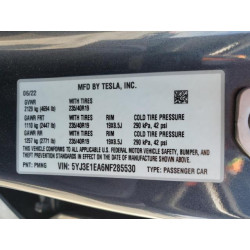 MFD BY TESLA, INC.
05/22
GVWR WITH TIRES
2129 kg (4694 lb) 235/40R19
GAWR FRT WITH TIRES RIM COLD TIRE PRESSURE
1110 kg (2447 lb) 235/40R19 19X8.5J 290 kPa, 42 psi
GAWR RR WITH TIRES RIM COLD TIRE PRESSURE
1257 kg (2771 lb) 235/40R19 19X8.5J 290 kPa, 42 psi
THIS VEHICLE CONFORMS TO ALL APPLICABLE
U.S. FEDERAL MOTOR VEHICLE SAFETY, BUMPER,
AND THEFT PREVENTION STANDARDS IN EFFECT
ON THE DATE OF MANUFACTURE SHOWN ABOVE.
PNT: PMNG
VIN: 5YJ3E1EA6NF285530
TYPE: PASSENGER CAR